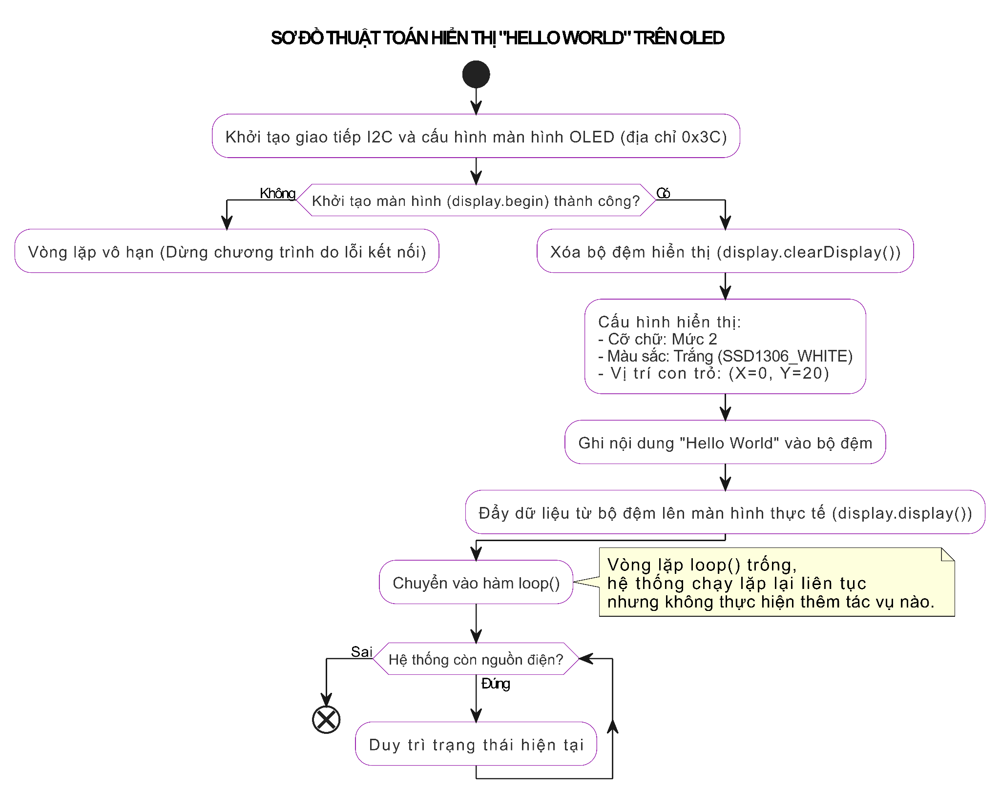 SƠ ĐỒ THUẬT TOÁN HIỂN THỊ "HELLO WORLD" TRÊN OLED
Khởi tạo giao tiếp I2C và cấu hình màn hình OLED (địa chỉ 0x3C)
Không
Khởi tạo màn hình (display.begin) thành công?
Có
Vòng lặp vô hạn (Dừng chương trình do lỗi kết nối)
Xóa bộ đệm hiển thị (display.clearDisplay())
Cấu hình hiển thị:
- Cỡ chữ: Mức 2
- Màu sắc: Trắng (SSD1306_WHITE)
- Vị trí con trỏ: (X=0, Y=20)
Ghi nội dung "Hello World" vào bộ đệm
Đẩy dữ liệu từ bộ đệm lên màn hình thực tế (display.display())
Chuyển vào hàm loop()
Vòng lặp loop() trống,
hệ thống chạy lặp lại liên tục
nhưng không thực hiện thêm tác vụ nào.
Sai
Hệ thống còn nguồn điện?
Đúng
Duy trì trạng thái hiện tại